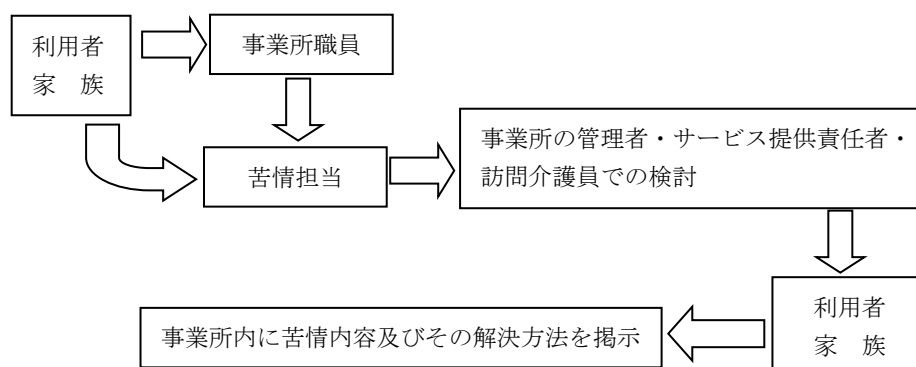 利用者
家　族
事業所職員
苦情担当
事業所の管理者・サービス提供責任者・
訪問介護員での検討
利用者
家　族
事業所内に苦情内容及びその解決方法を掲示